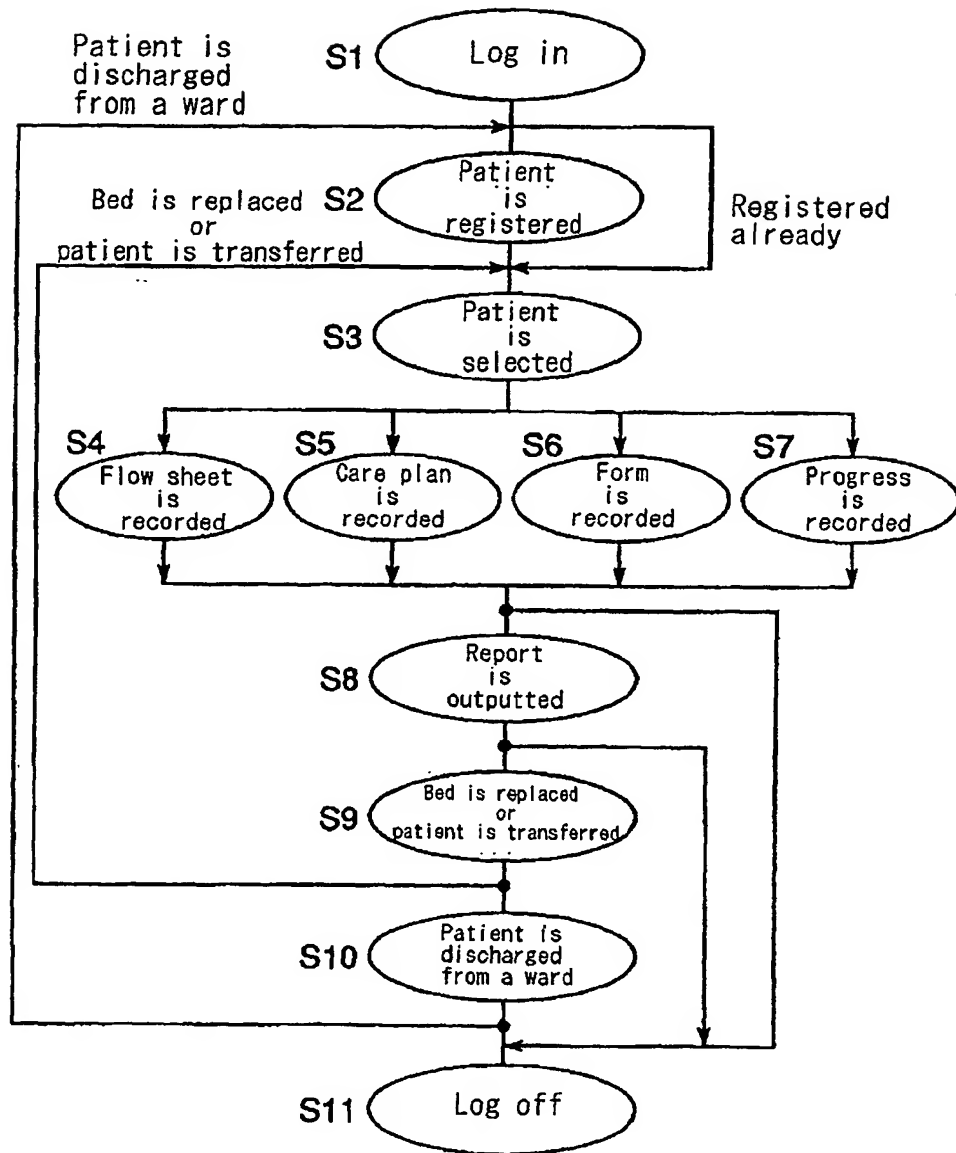 Patient is
discharged
from a ward
S1
Log in
Bed is replaced
or
patient is transferred
S2
Patient
is
registered
Registered
already
S3
Patient
is
selected
S4
Flow sheet
is
recorded
S5
Care plan
is
recorded
S6
Form
is
recorded
S7
Progress
is
recorded
S8
Report
is
outputted
S9
Bed is replaced
or
patient is transferred
S10
Patient is
discharged
from a ward
S11
Log off